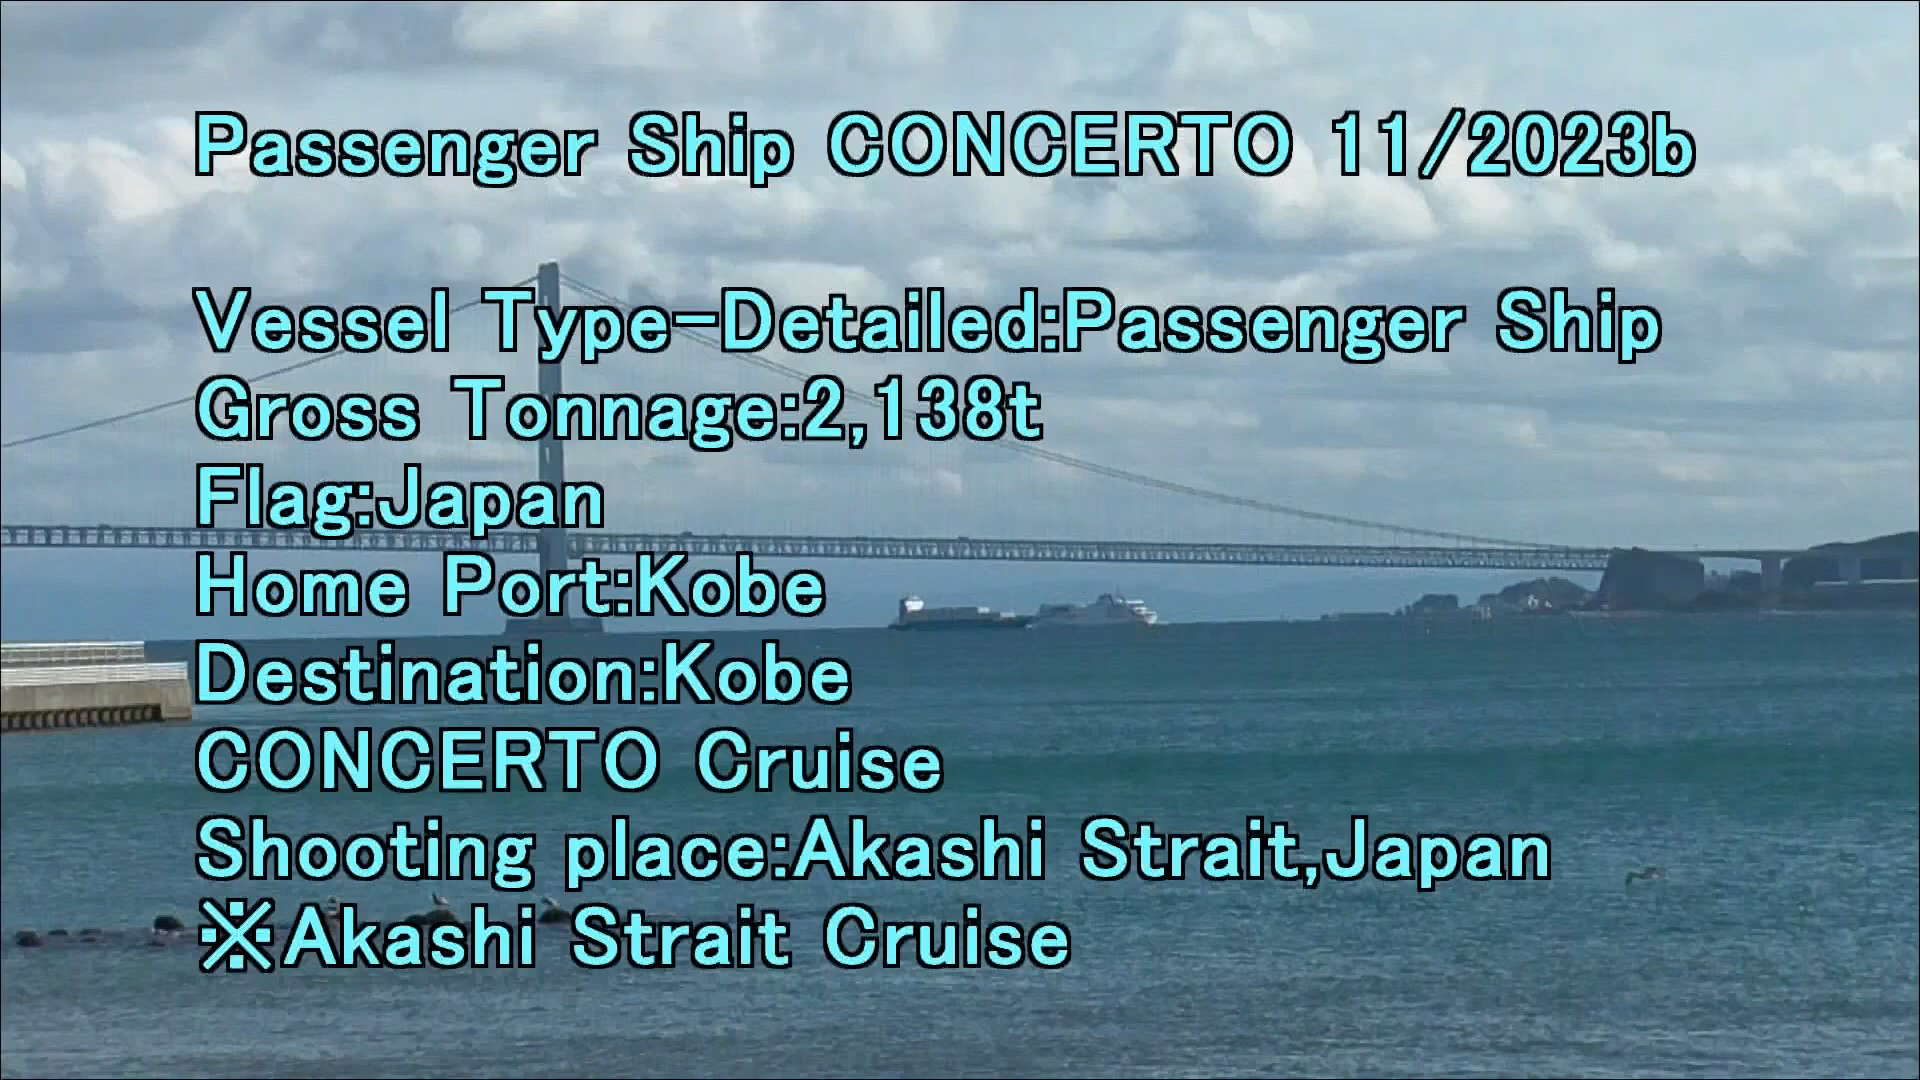 Passenger Ship CONCERTO 11/2023b
Vessel Type-Detailed:Passenger Ship
Gross Tonnage:2,138t
Flag:Japan
Home Port:Kobe
Destination:Kobe
CONCERTO Cruise
Shooting place:Akashi Strait,Japan
※Akashi Strait Cruise